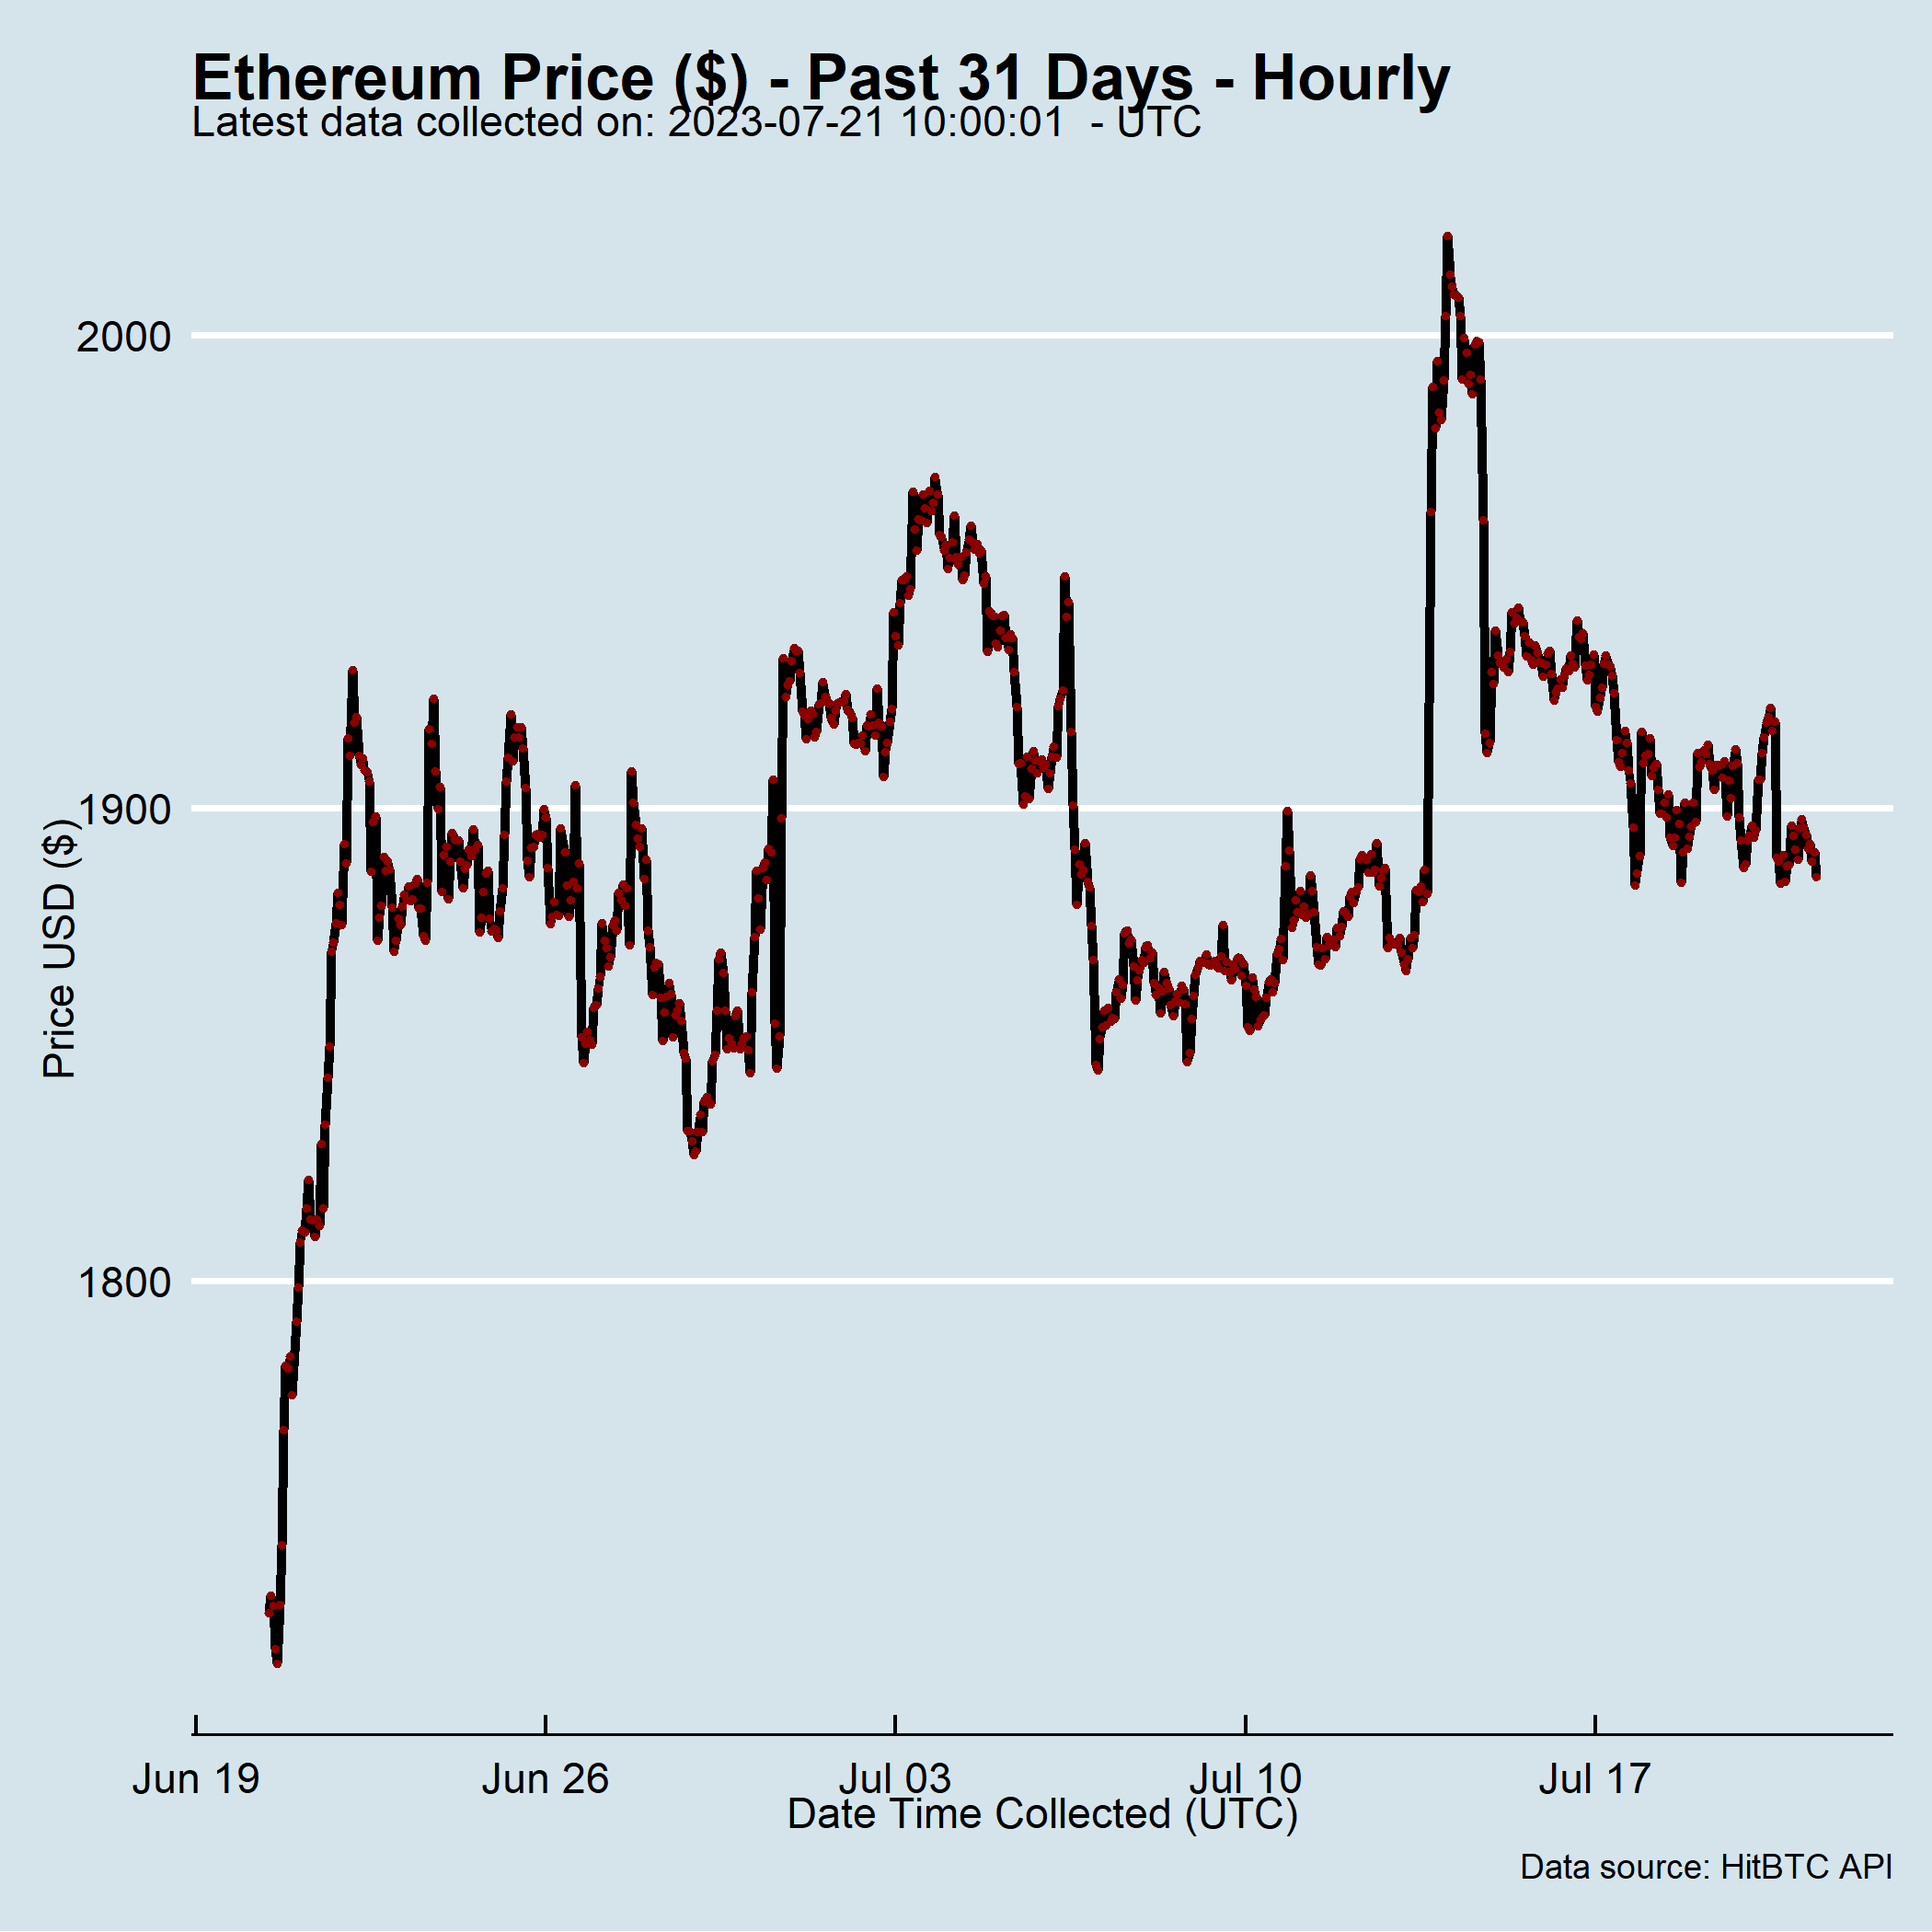 Ethereum Price ($) - Past 31 Days - Hourly
Latest data collected on: 2023-07-21 10:00:01  - UTC
2000
1900
1800
Price USD ($)
Jun 19
Jun 26
Jul 03
Jul 10
Jul 17
Date Time Collected (UTC)
Data source: HitBTC API